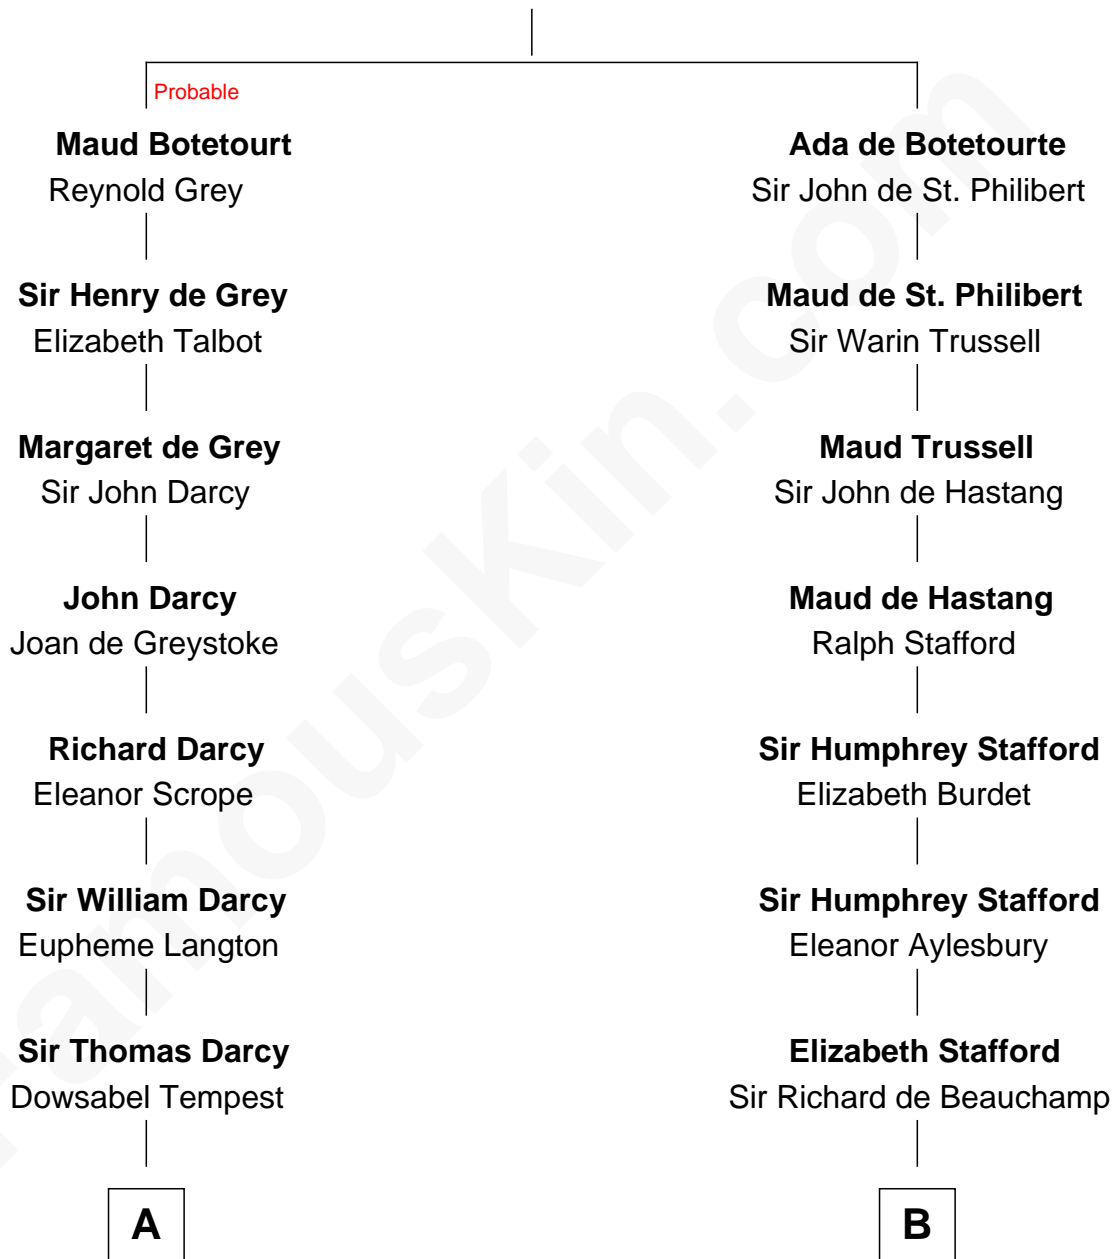 Probable
Maud Botetourt
Reynold Grey
Sir Henry de Grey
Elizabeth Talbot
Margaret de Grey
Sir John Darcy
John Darcy
Joan de Greystoke
Richard Darcy
Eleanor Scrope
Sir William Darcy
Eupheme Langton
Sir Thomas Darcy
Dowsabel Tempest
A
Ada de Botetourte
Sir John de St. Philibert
Maud de St. Philibert
Sir Warin Trussell
Maud Trussell
Sir John de Hastang
Maud de Hastang
Ralph Stafford
Sir Humphrey Stafford
Elizabeth Burdet
Sir Humphrey Stafford
Eleanor Aylesbury
Elizabeth Stafford
Sir Richard de Beauchamp
B
FamousKin.com